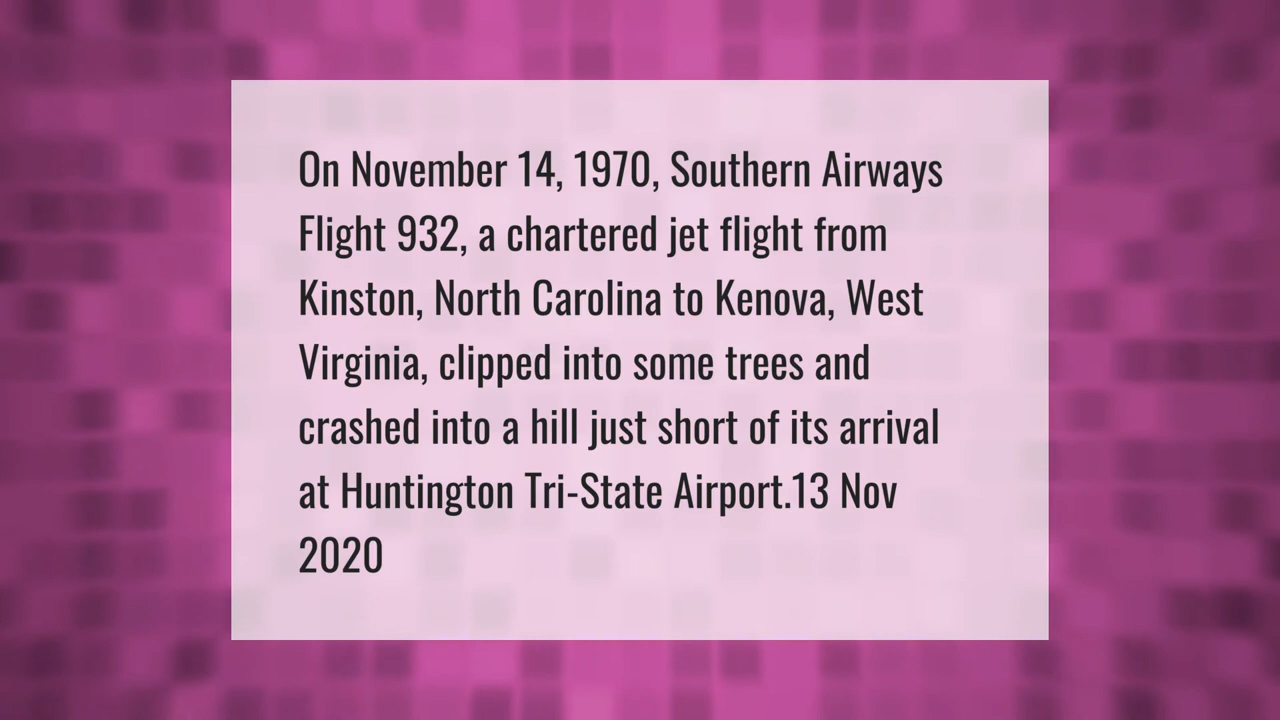 On November 14, 1970, Southern Airways
Flight 932, a chartered jet flight from
Kinston, North Carolina to Kenova, West
Virginia, clipped into some trees and
crashed into a hill just short of its arrival
at Huntington Tri-State Airport.13 Nov
2020